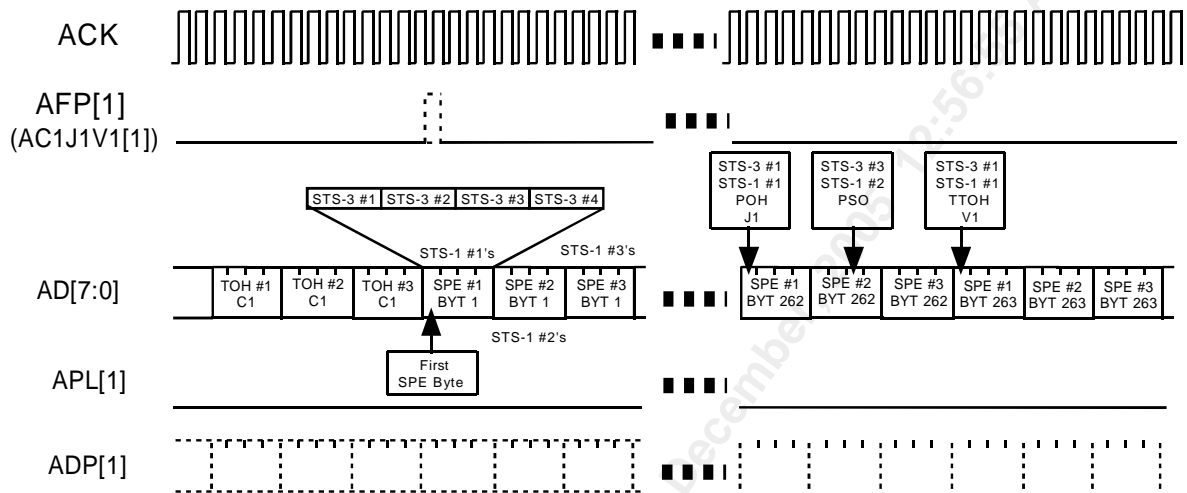 ACK
AFP[1]
(AC1J1V1[1])
STS-3 #1
STS-1 #1
POH
J1
STS-3 #3
STS-1 #2
PSO
STS-3 #1
STS-1 #1
TTOH
V1
STS-3 #1 STS-3 #2 STS-3 #3 STS-3 #4
STS-1 #1's
STS-1 #3's
AD[7:0]
TOH #1
C1
TOH #2
C1
TOH #3
C1
SPE #1
BYT 1
SPE #2
BYT 1
SPE #3
BYT 1
SPE #1
BYT 262
SPE #2
BYT 262
SPE #3
BYT 262
SPE #1
BYT 263
SPE #2
BYT 263
SPE #3
BYT 263
STS-1 #2's
First
SPE Byte
APL[1]
ADP[1]